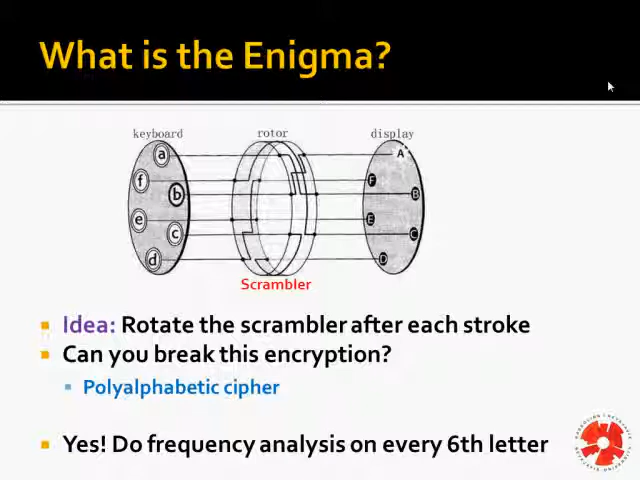 What is the Enigma?
keyboard rotor display
a A
f F
b B
e E
c C
d D
Scrambler
Idea: Rotate the scrambler after each stroke
Can you break this encryption?
Polyalphabetic cipher
Yes! Do frequency analysis on every 6th letter